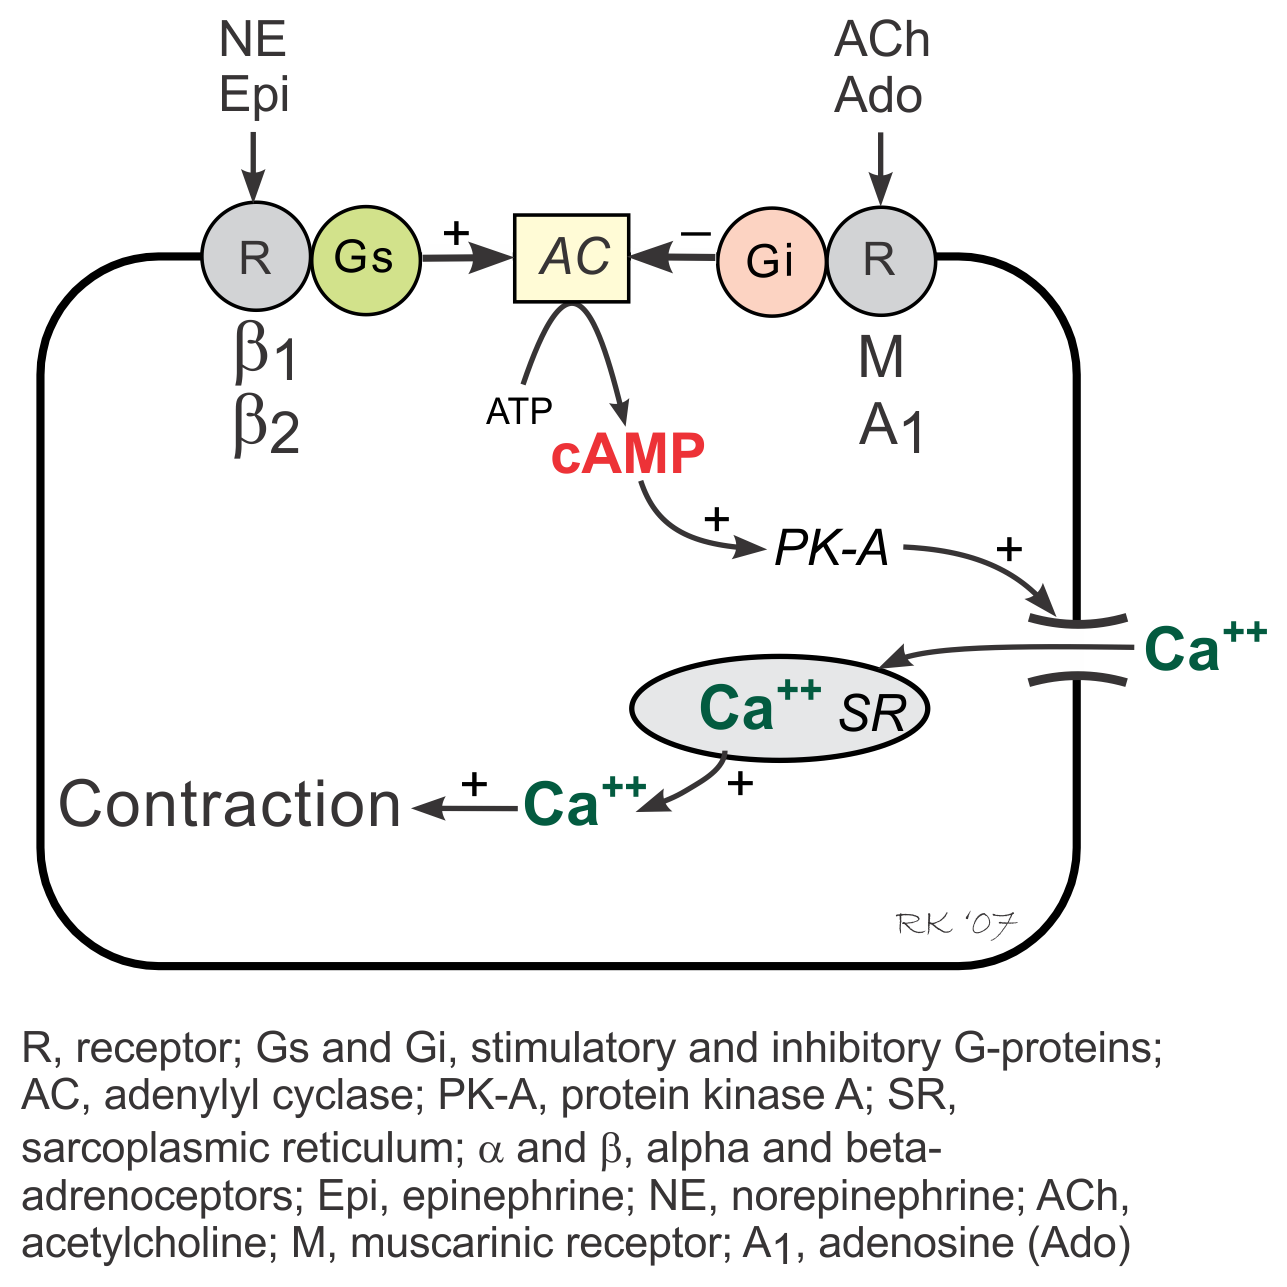 NE
Epi
ACh
Ado
R
Gs
+
AC
–
Gi
R
β1
β2
M
A1
ATP
cAMP
+
PK-A
+
Ca++
Ca++ SR
+
Contraction
+
Ca++
RK '07
R, receptor; Gs and Gi, stimulatory and inhibitory G-proteins;
AC, adenylyl cyclase; PK-A, protein kinase A; SR,
sarcoplasmic reticulum; α and β, alpha and beta-
adrenoceptors; Epi, epinephrine; NE, norepinephrine; ACh,
acetylcholine; M, muscarinic receptor; A1, adenosine (Ado)